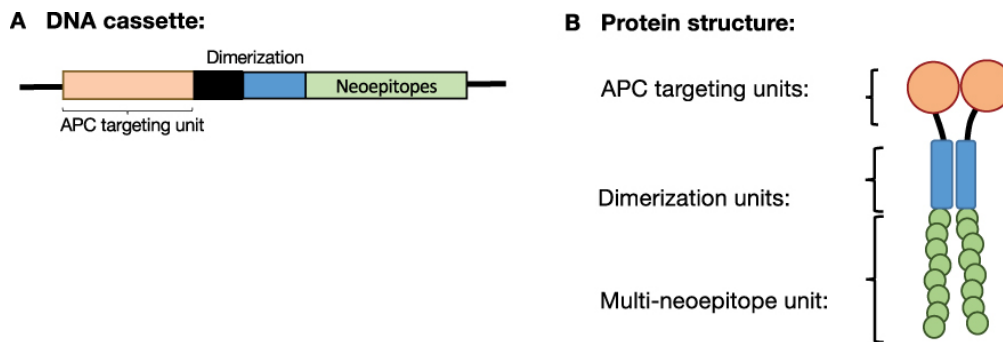 A DNA cassette:
Dimerization
Neoepitopes
APC targeting unit
B Protein structure:
APC targeting units:
Dimerization units:
Multi-neoepitope unit: